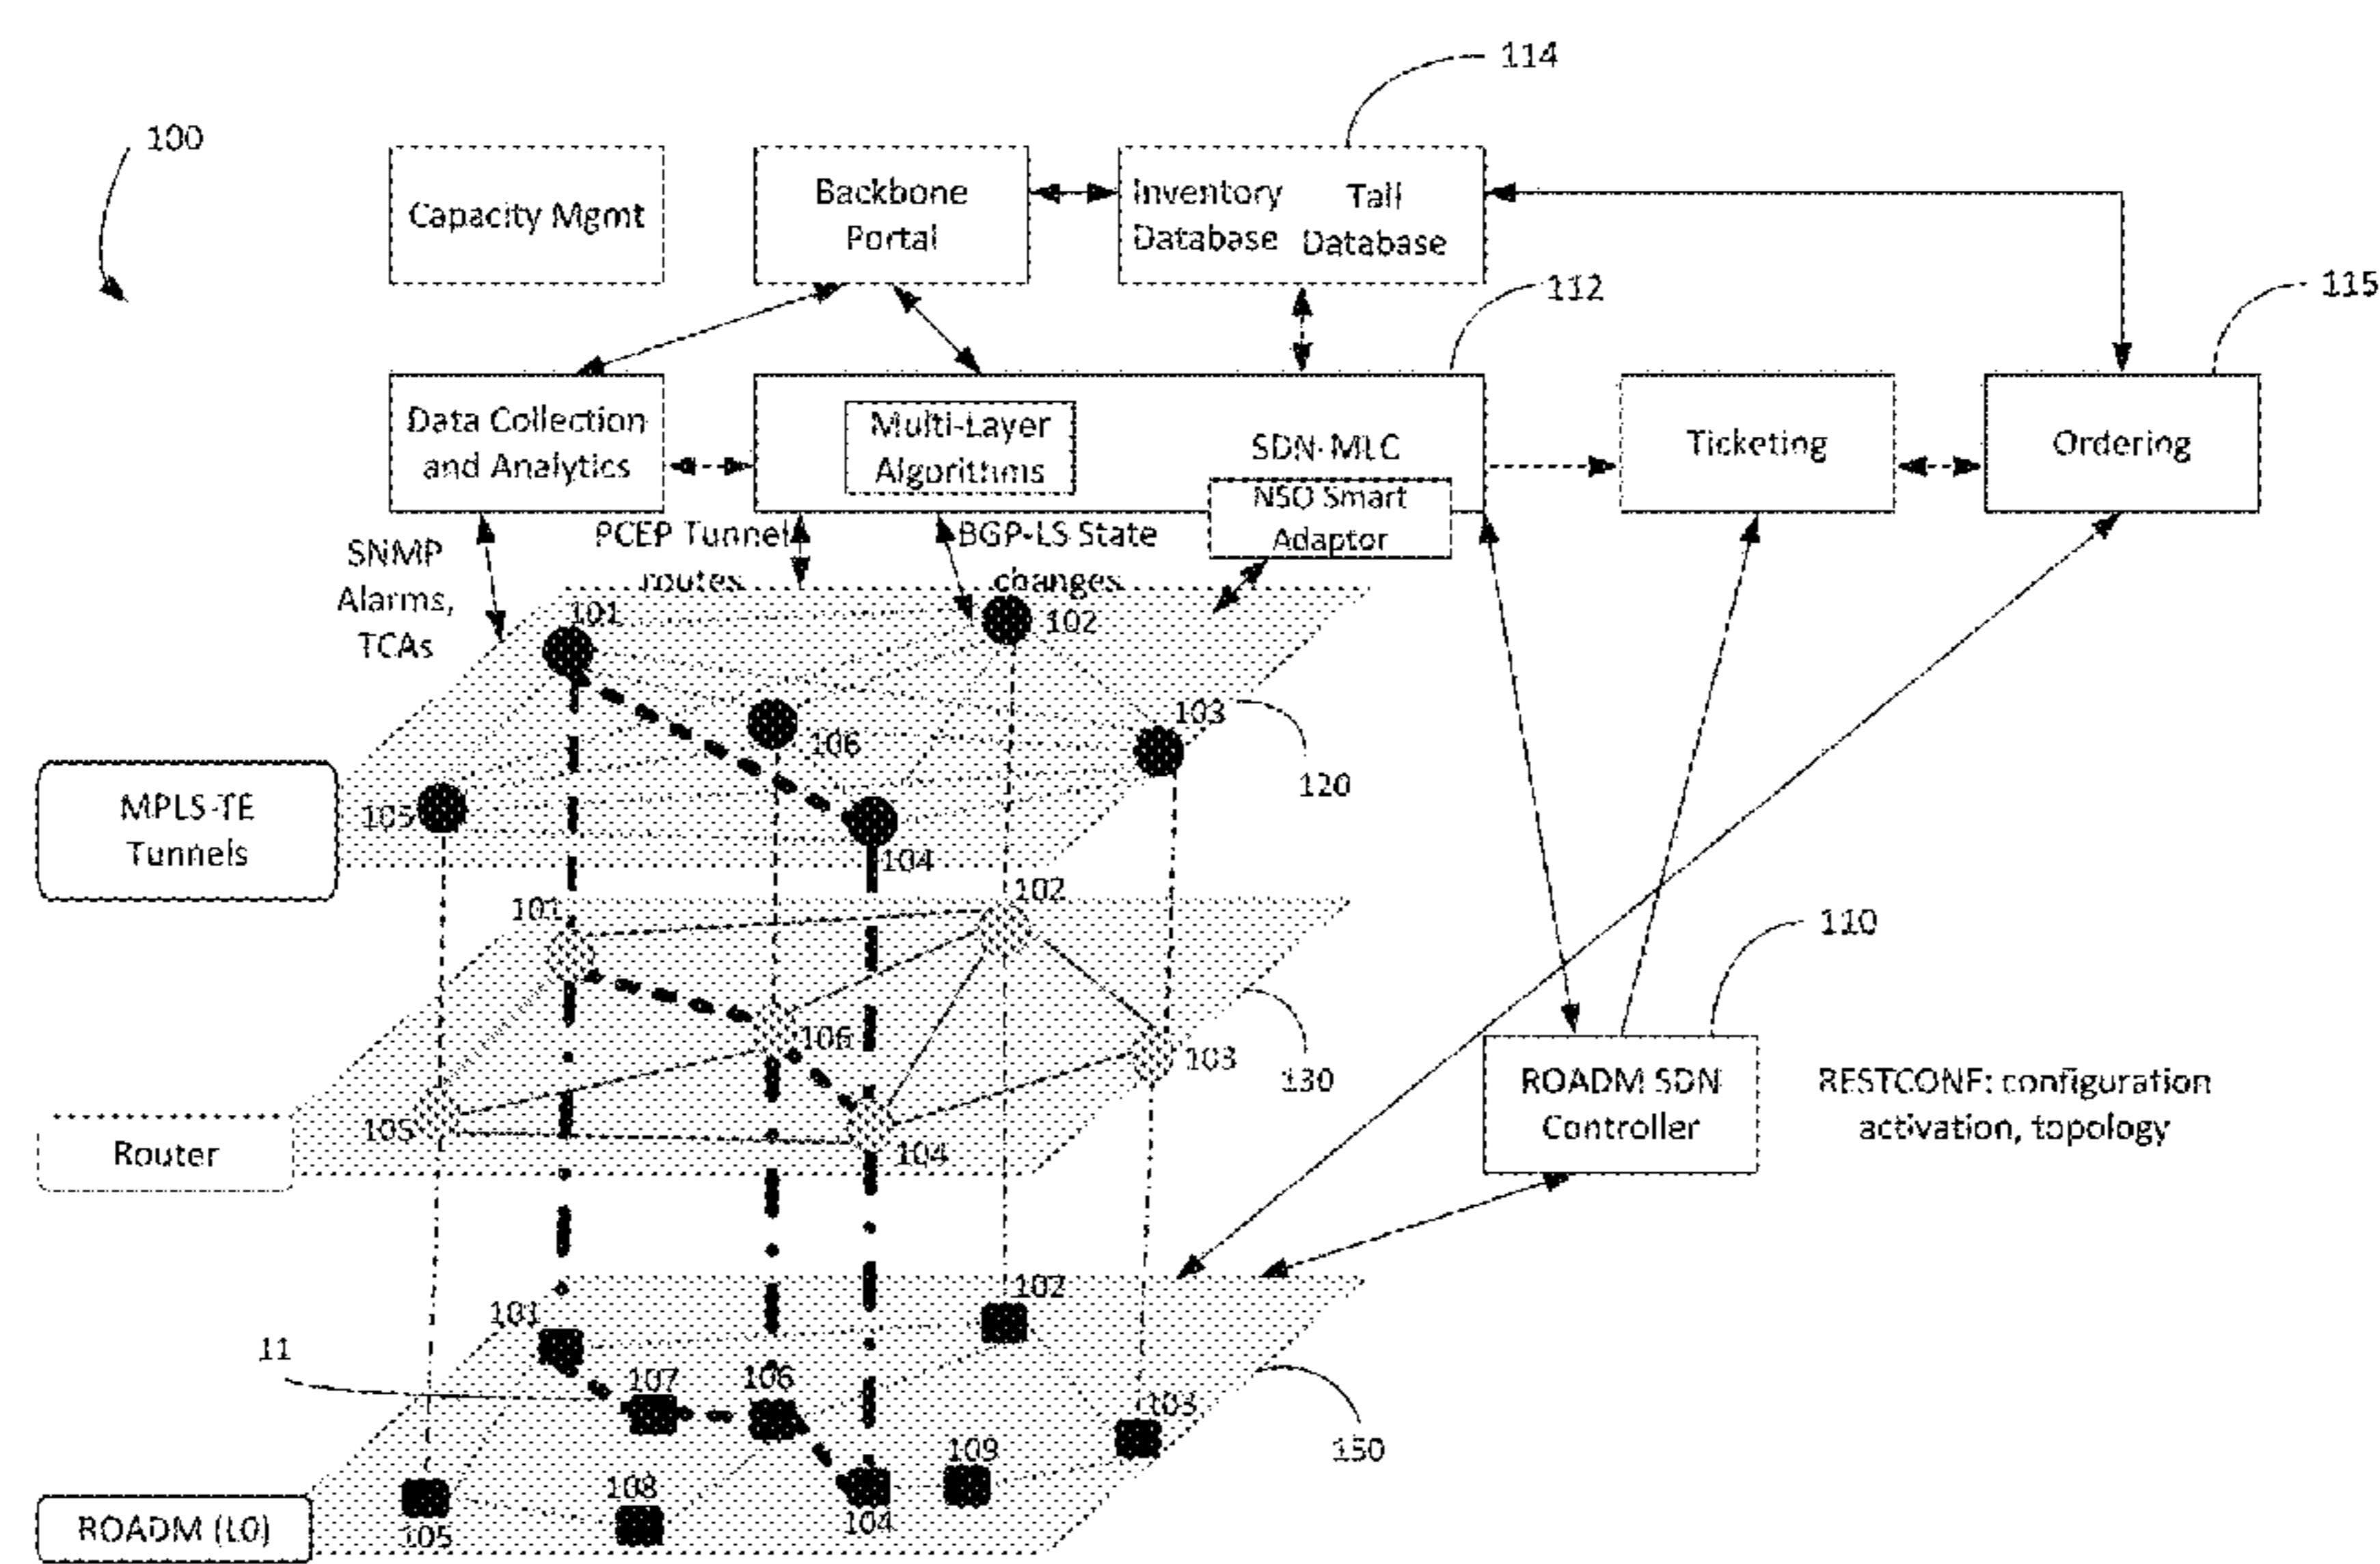 114
100
Capacity Mgmt
Backbone
Portal
Inventory
Database
Tail
Database
112
115
Data Collection
and Analytics
Multi-Layer
Algorithms
SDN-MLC
NSO Smart
Adaptor
Ticketing
Ordering
SNMP
Alarms,
TCAs
PCEP Tunnel
routes
BGP-LS State
changes
101
102
103
106
105
104
120
MPLS-TE
Tunnels
101
102
106
103
105
104
130
Router
110
ROADM SDN
Controller
RESTCONF: configuration
activation, topology
101
102
11
107
106
103
109
108
105
104
150
ROADM (L0)